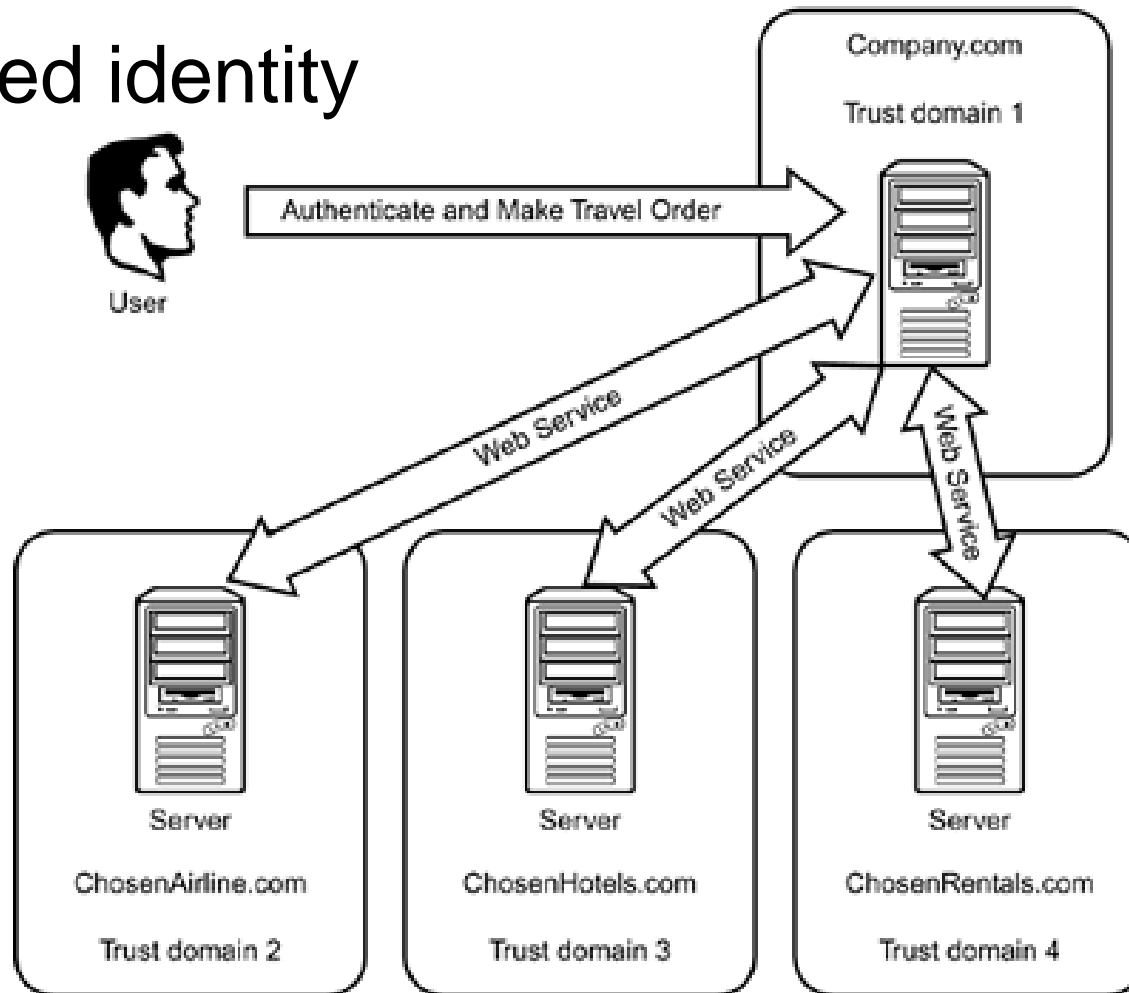 ed identity
Company.com
Trust domain 1
Authenticate and Make Travel Order
User
Web Service
Web Service
Web Service
Server
ChosenAirline.com
Trust domain 2
Server
ChosenHotels.com
Trust domain 3
Server
ChosenRentals.com
Trust domain 4